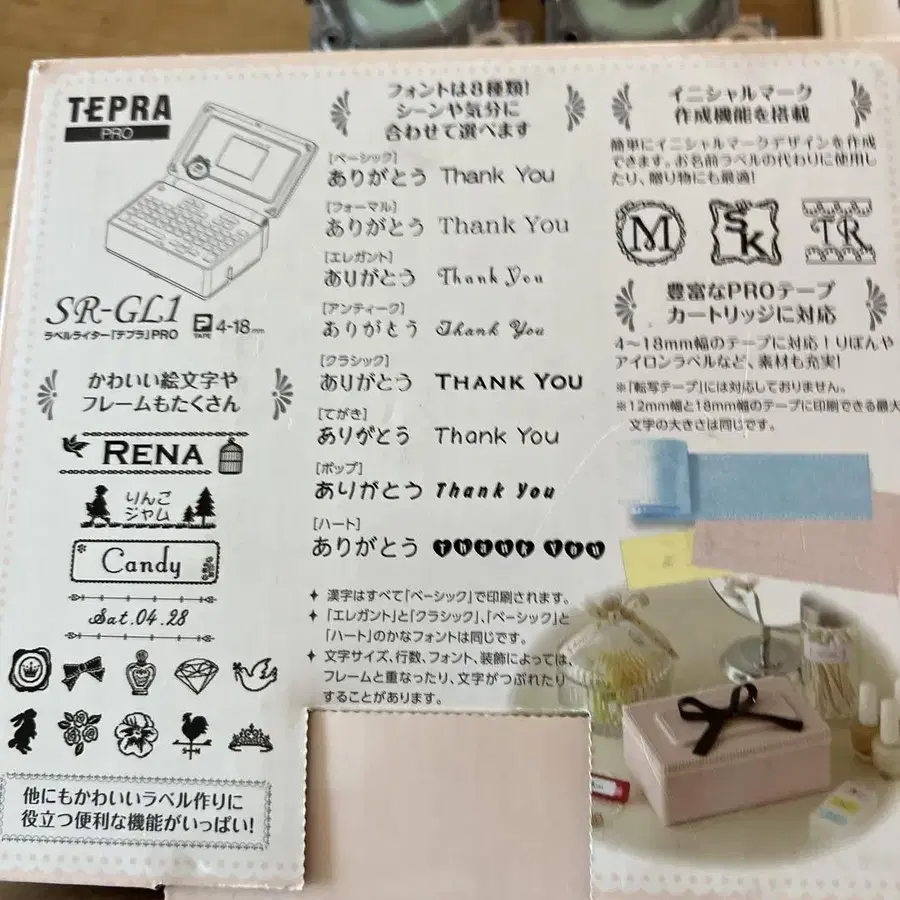 TEPRA
PRO
SR-GL1
ラベルライター「テプラ」PRO
TAPE
4-18mm
かわいい絵文字や
フレームもたくさん
RENA
りんご
ジャム
Candy
Sat.04.28
S N
他にもかわいいラベル作りに
役立つ便利な機能がいっぱい!
フォントは8種類!
シーンや気分に
合わせて選べます
[ベーシック]
ありがとう Thank You
[フォーマル]
ありがとう Thank You
[エレガント]
ありがとう Thank You
[アンティーク]
ありがとう Thank You
[クラシック]
ありがとう THANK YOU
[てがき]
ありがとう Thank You
[ポップ]
ありがとう Thank You
[ハート]
ありがとう THANK YOU
✦ 漢字はすべて「ベーシック」で印刷されます。
✦ 「エレガント」と「クラシック」、「ベーシック」と
「ハート」のかなフォントは同じです。
✦ 文字サイズ、行数、フォント、装飾によっては、
フレームと重なったり、文字がつぶれたり
することがあります。
イニシャルマーク
作成機能を搭載
簡単にイニシャルマークデザインを作成
できます。お名前ラベルの代わりに使用し
たり、贈り物にも最適!
M
SK
TR
豊富なPROテープ
カートリッジに対応
4〜18mm幅のテープに対応!りぼんや
アイロンラベルなど、素材も充実!
※「転写テープ」には対応しておりません。
※12mm幅と18mm幅のテープに印刷できる最大
文字の大きさは同じです。